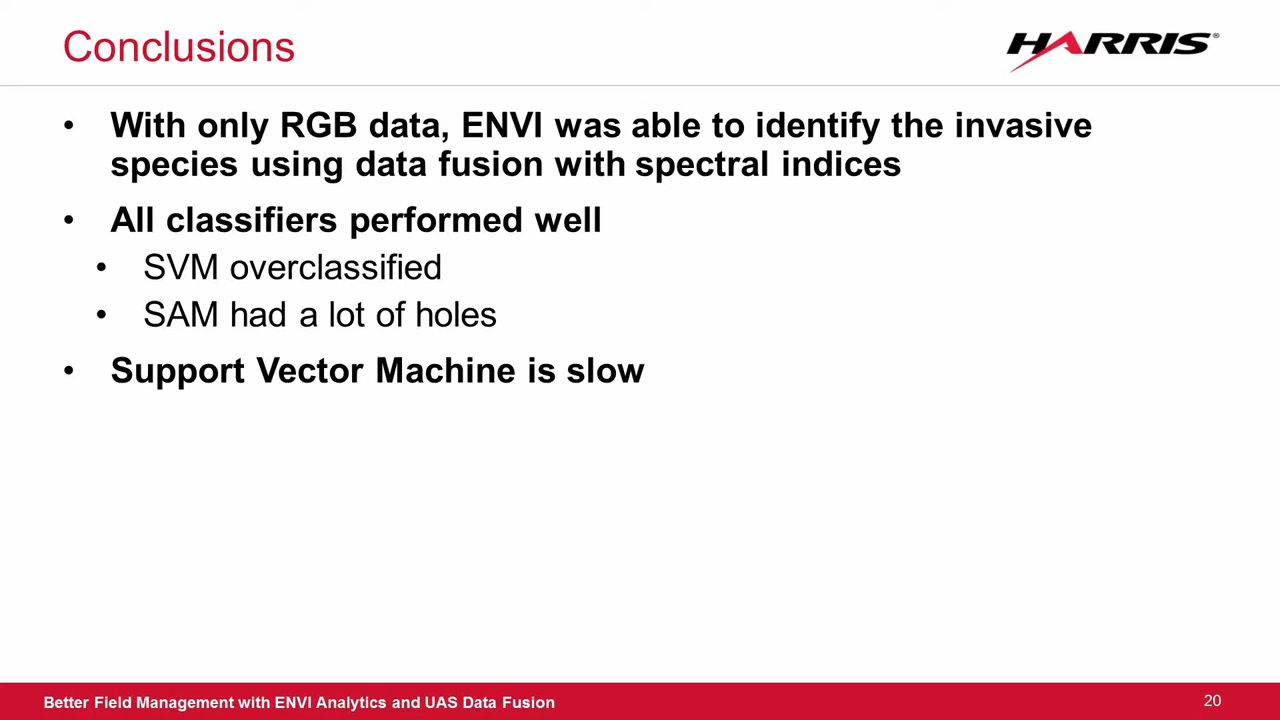 Conclusions
HARRIS®
• With only RGB data, ENVI was able to identify the invasive
species using data fusion with spectral indices
• All classifiers performed well
• SVM overclassified
• SAM had a lot of holes
• Support Vector Machine is slow
Better Field Management with ENVI Analytics and UAS Data Fusion
20